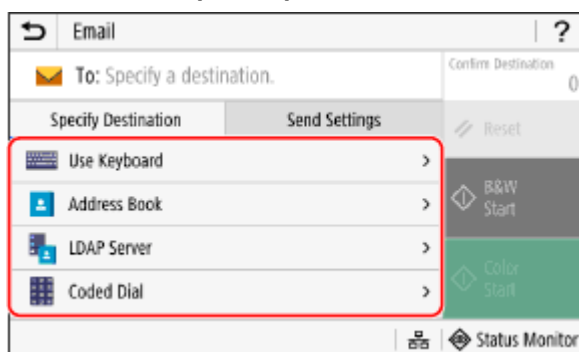 Email
?
To: Specify a destination.
Confirm Destination
0
Specify Destination
Send Settings
Reset
Use Keyboard
Address Book
LDAP Server
Coded Dial
B&W
Start
Color
Start
Status Monitor